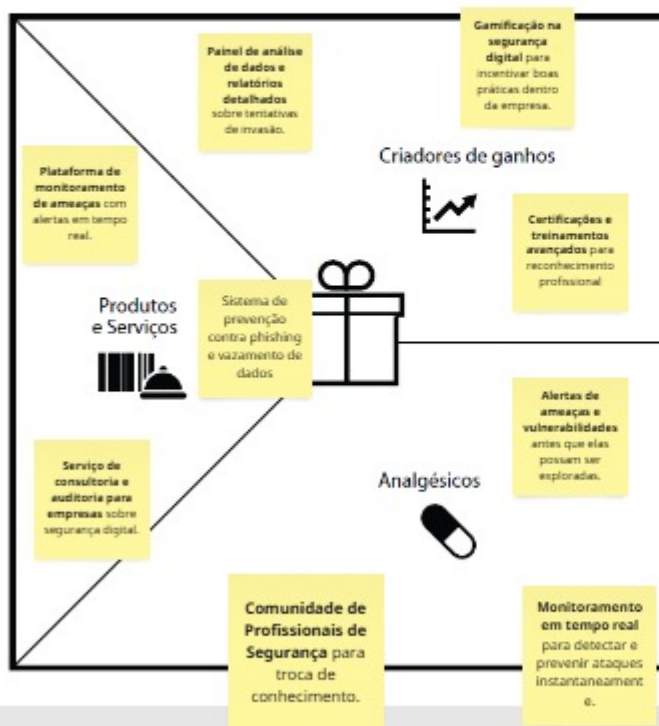 Gamificação na
segurança
digital para
incentivar boas
práticas dentro
da empresa.
Painel de análise
de dados e
relatórios
detalhados
sobre tentativas
de invasão.
Criadores de ganhos
Plataforma de
monitoramento
de ameaças com
alertas em tempo
real.
Certificações e
treinamentos
avançados para
reconhecimento
profissional
Produtos
e Serviços
Sistema de
prevenção
contra phishing
e vazamento de
dados
Alertas de
ameaças e
vulnerabilidades
antes que elas
possam ser
exploradas.
Serviço de
consultoria e
auditoria para
empresas sobre
segurança digital.
Analgésicos
Comunidade de
Profissionais de
Segurança para
troca de
conhecimento.
Monitoramento
em tempo real
para detectar e
prevenir ataques
instantaneament
e.